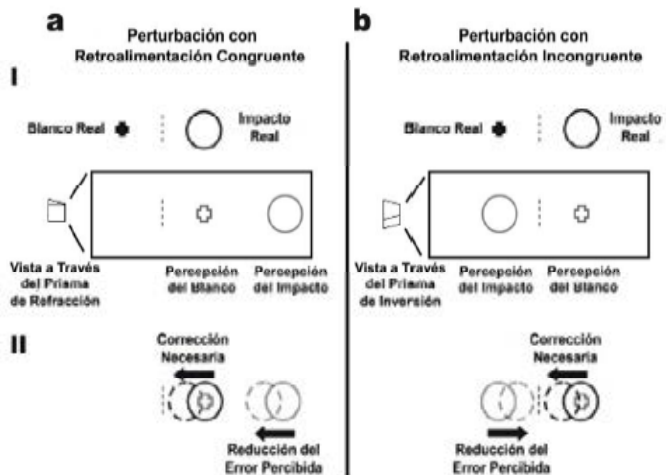 a
Perturbación con
Retroalimentación Congruente
b
Perturbación con
Retroalimentación Incongruente
I
Blanco Real
Impacto
Real
Blanco Real
Impacto
Real
Vista a Través
del Prisma
de Refracción
Percepción
del Blanco
Percepción
del Impacto
Vista a Través
del Prisma
de Inversión
Percepción
del Impacto
Percepción
del Blanco
II
Corrección
Necesaria
Reducción del
Error Percibida
Corrección
Necesaria
Reducción del
Error Percibida